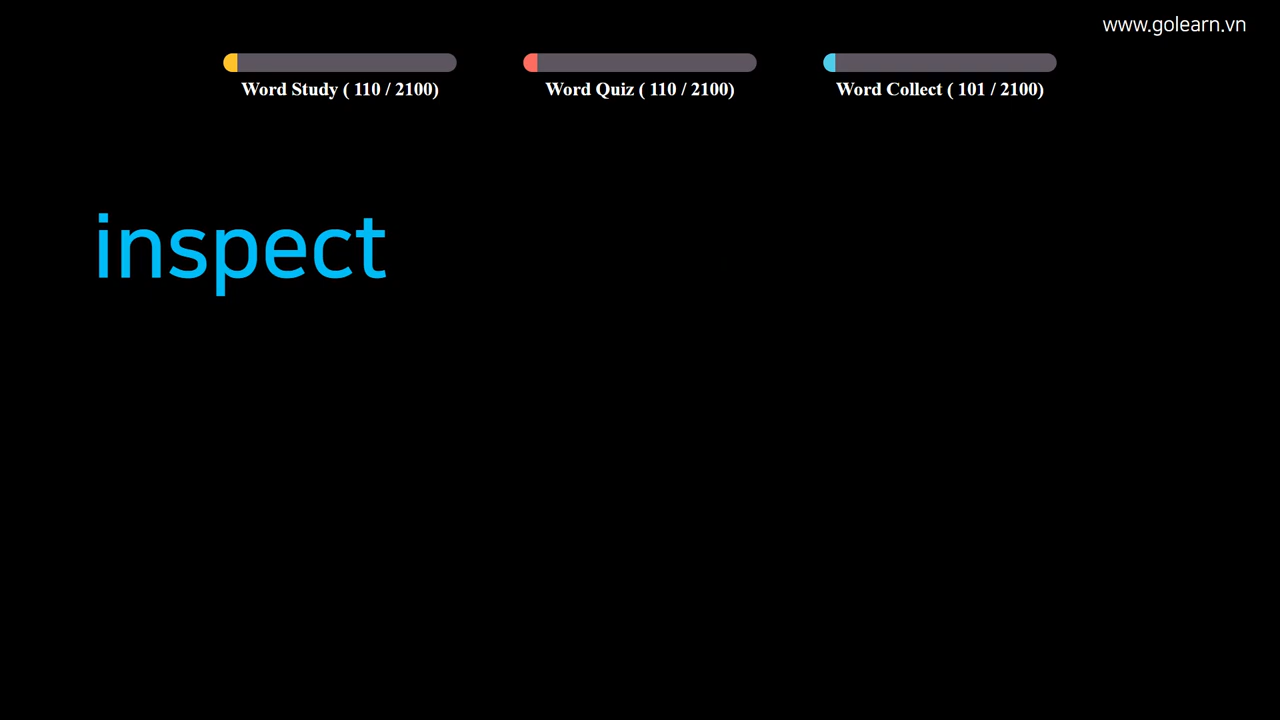 www.golearn.vn
Word Study ( 110 / 2100)
Word Quiz ( 110 / 2100)
Word Collect ( 101 / 2100)
inspect